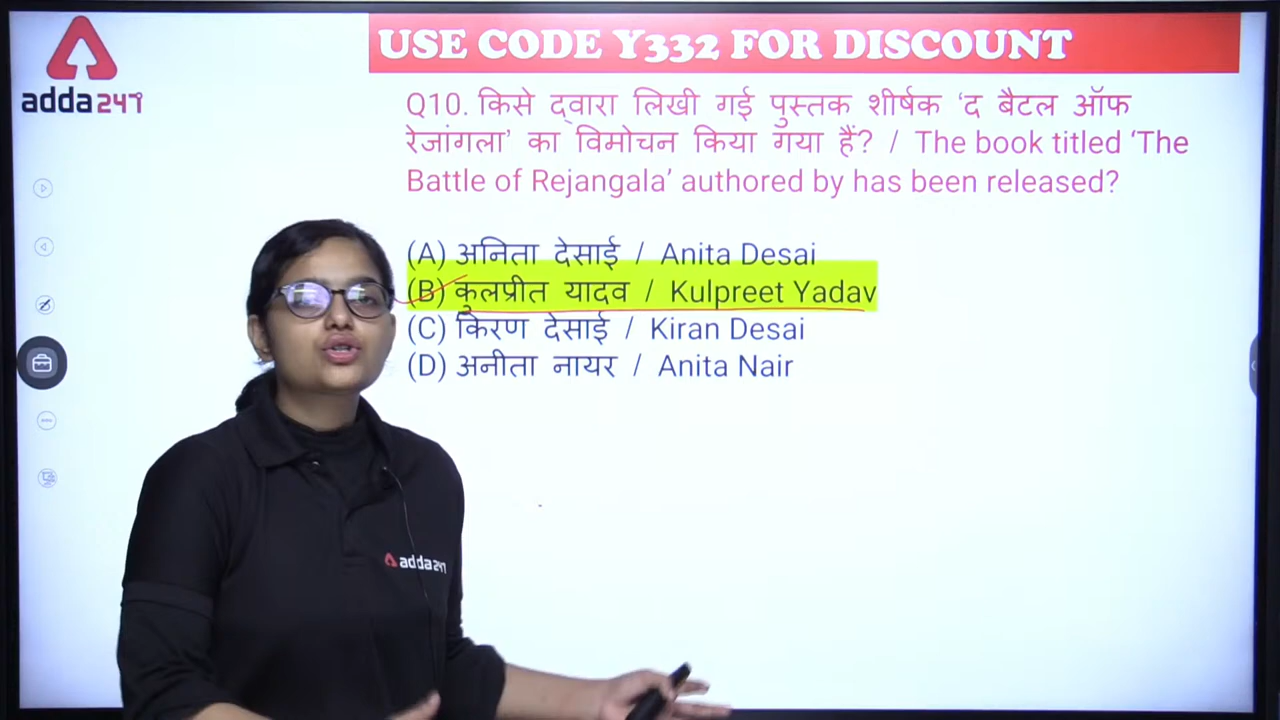 USE CODE Y332 FOR DISCOUNT
adda247
Q10. किसे द्वारा लिखी गई पुस्तक शीर्षक ‘द बैटल ऑफ
रेजांगला’ का विमोचन किया गया हैं? / The book titled ‘The
Battle of Rejangala’ authored by has been released?
(A) अनिता देसाई / Anita Desai
(B) कुलप्रीत यादव / Kulpreet Yadav
(C) किरण देसाई / Kiran Desai
(D) अनीता नायर / Anita Nair
adda247